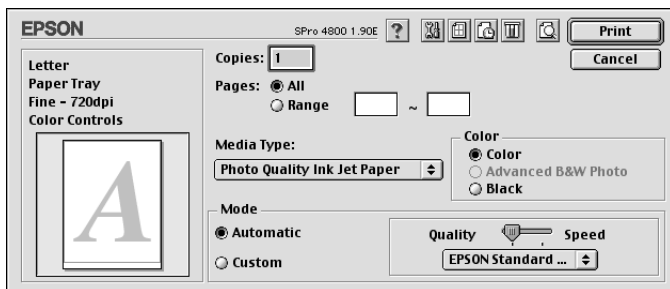 EPSON
SPro 4800 1.90E
?
Print
Cancel
Letter
Paper Tray
Fine - 720dpi
Color Controls
A
Copies: 1
Pages: All
Range ~
Media Type:
Photo Quality Ink Jet Paper
Color
Color
Advanced B&W Photo
Black
Mode
Automatic
Custom
Quality Speed
EPSON Standard ...